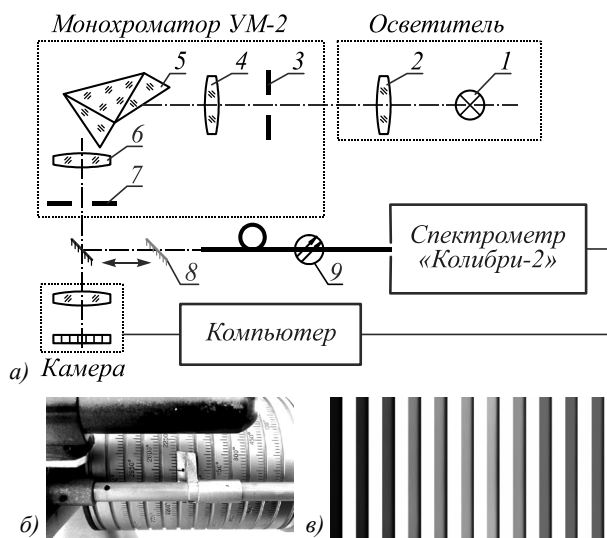 Монохроматор УМ-2
Осветитель
5
4
3
2
1
6
7
8
9
Спектрометр
«Колибри-2»
Компьютер
Камера
а)
б)
в)